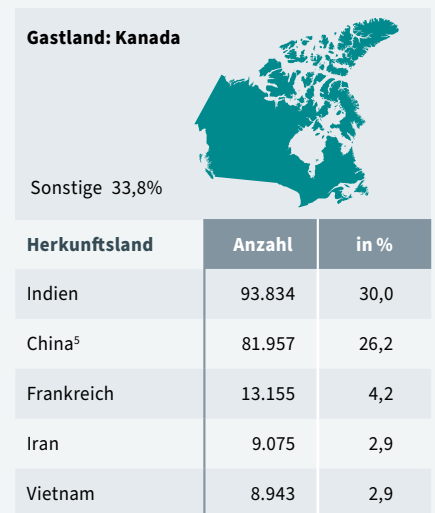 Gastland: Kanada
Sonstige 33,8%
Herkunftsland Anzahl in %
Indien 93.834 30,0
China⁵ 81.957 26,2
Frankreich 13.155 4,2
Iran 9.075 2,9
Vietnam 8.943 2,9